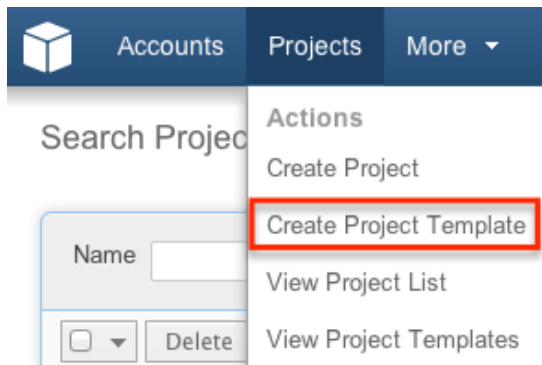 Accounts Projects More
Actions
Search Projec
Create Project
Create Project Template
Name
View Project List
Delete
View Project Templates